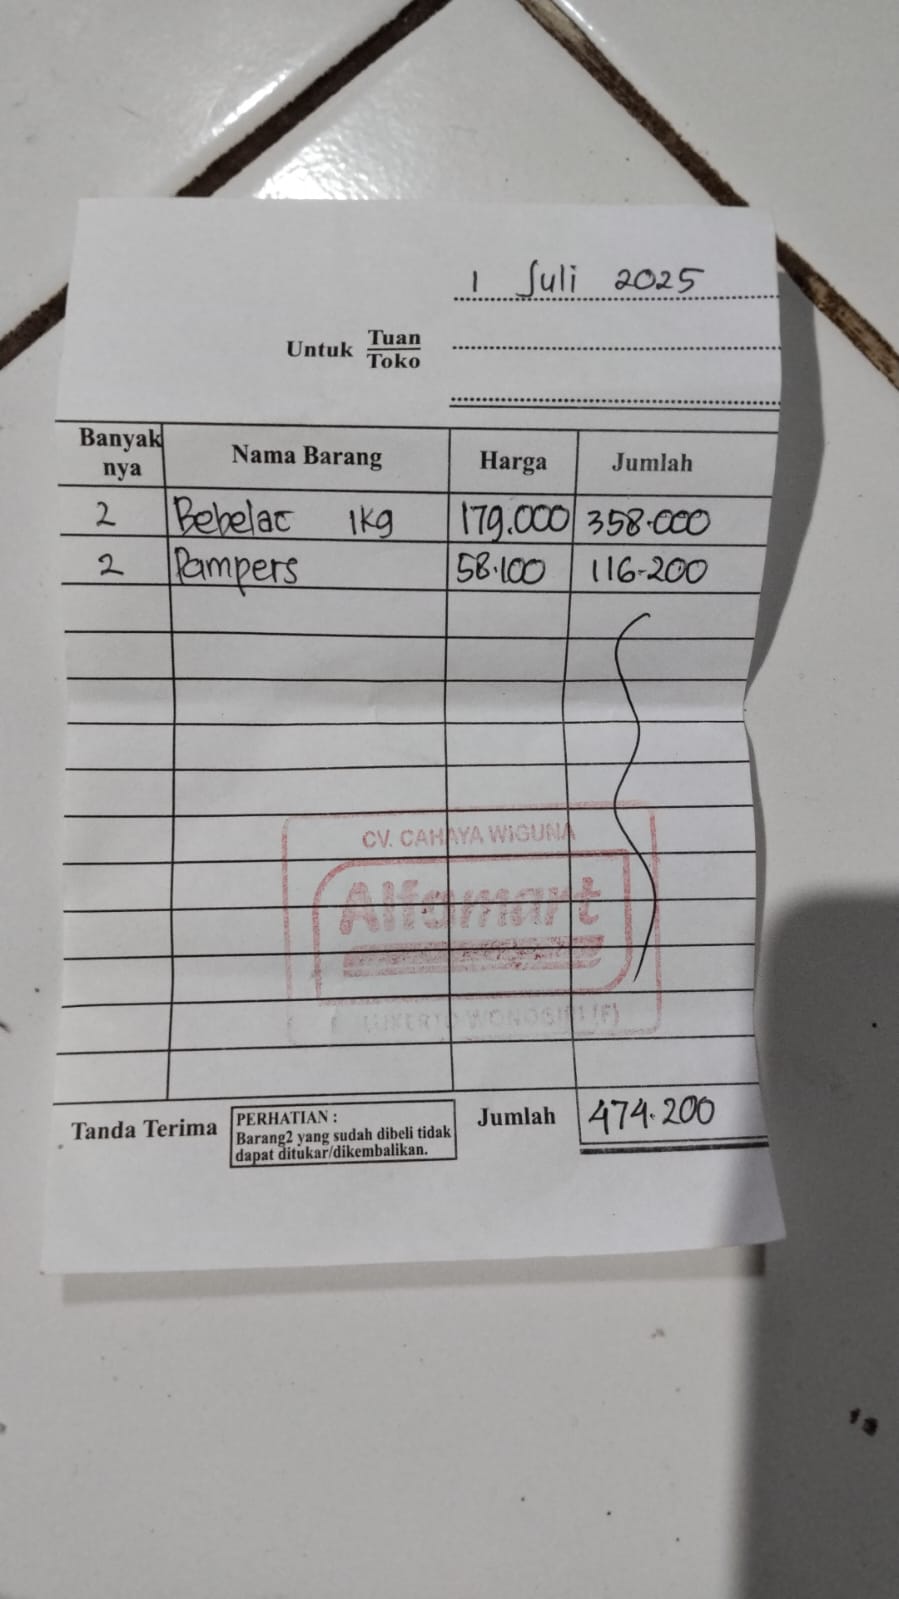 1 Juli 2025
Untuk Tuan
Toko
Banyak nya Nama Barang Harga Jumlah
2 Bebelac 1kg 179.000 358.000
2 Pampers 58.100 116.200
CV. CAHAYA WIGUNA
Alfamart
WONOGIRI (F)
Jumlah 474.200
Tanda Terima
PERHATIAN :
Barang2 yang sudah dibeli tidak
dapat ditukar/dikembalikan.